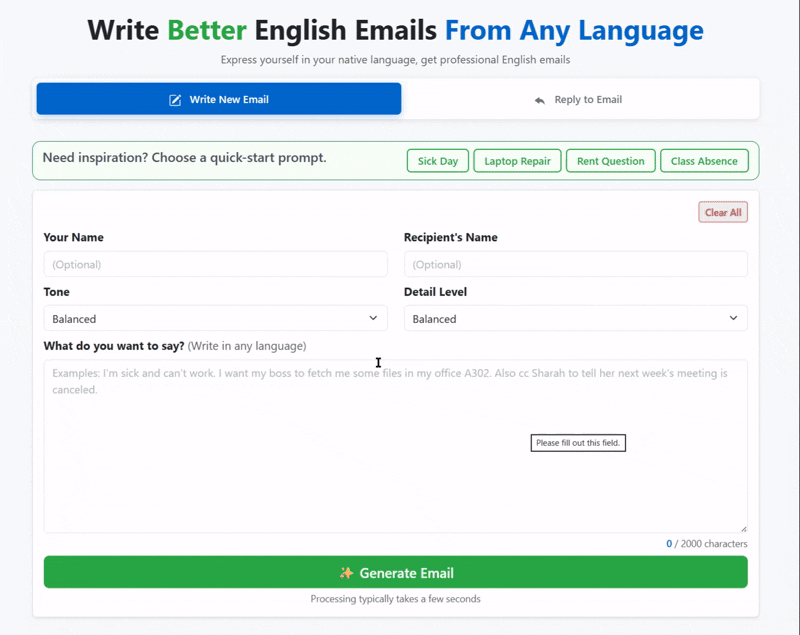 Write Better English Emails From Any Language
Express yourself in your native language, get professional English emails
Write New Email
Reply to Email
Need inspiration? Choose a quick-start prompt.
Sick Day
Laptop Repair
Rent Question
Class Absence
Clear All
Your Name
Recipient's Name
(Optional)
(Optional)
Tone
Detail Level
Balanced
Balanced
What do you want to say? (Write in any language)
Examples: I'm sick and can't work. I want my boss to fetch me some files in my office A302. Also cc Sharah to tell her next week's meeting is
canceled.
Please fill out this field.
0 / 2000 characters
✨ Generate Email
Processing typically takes a few seconds